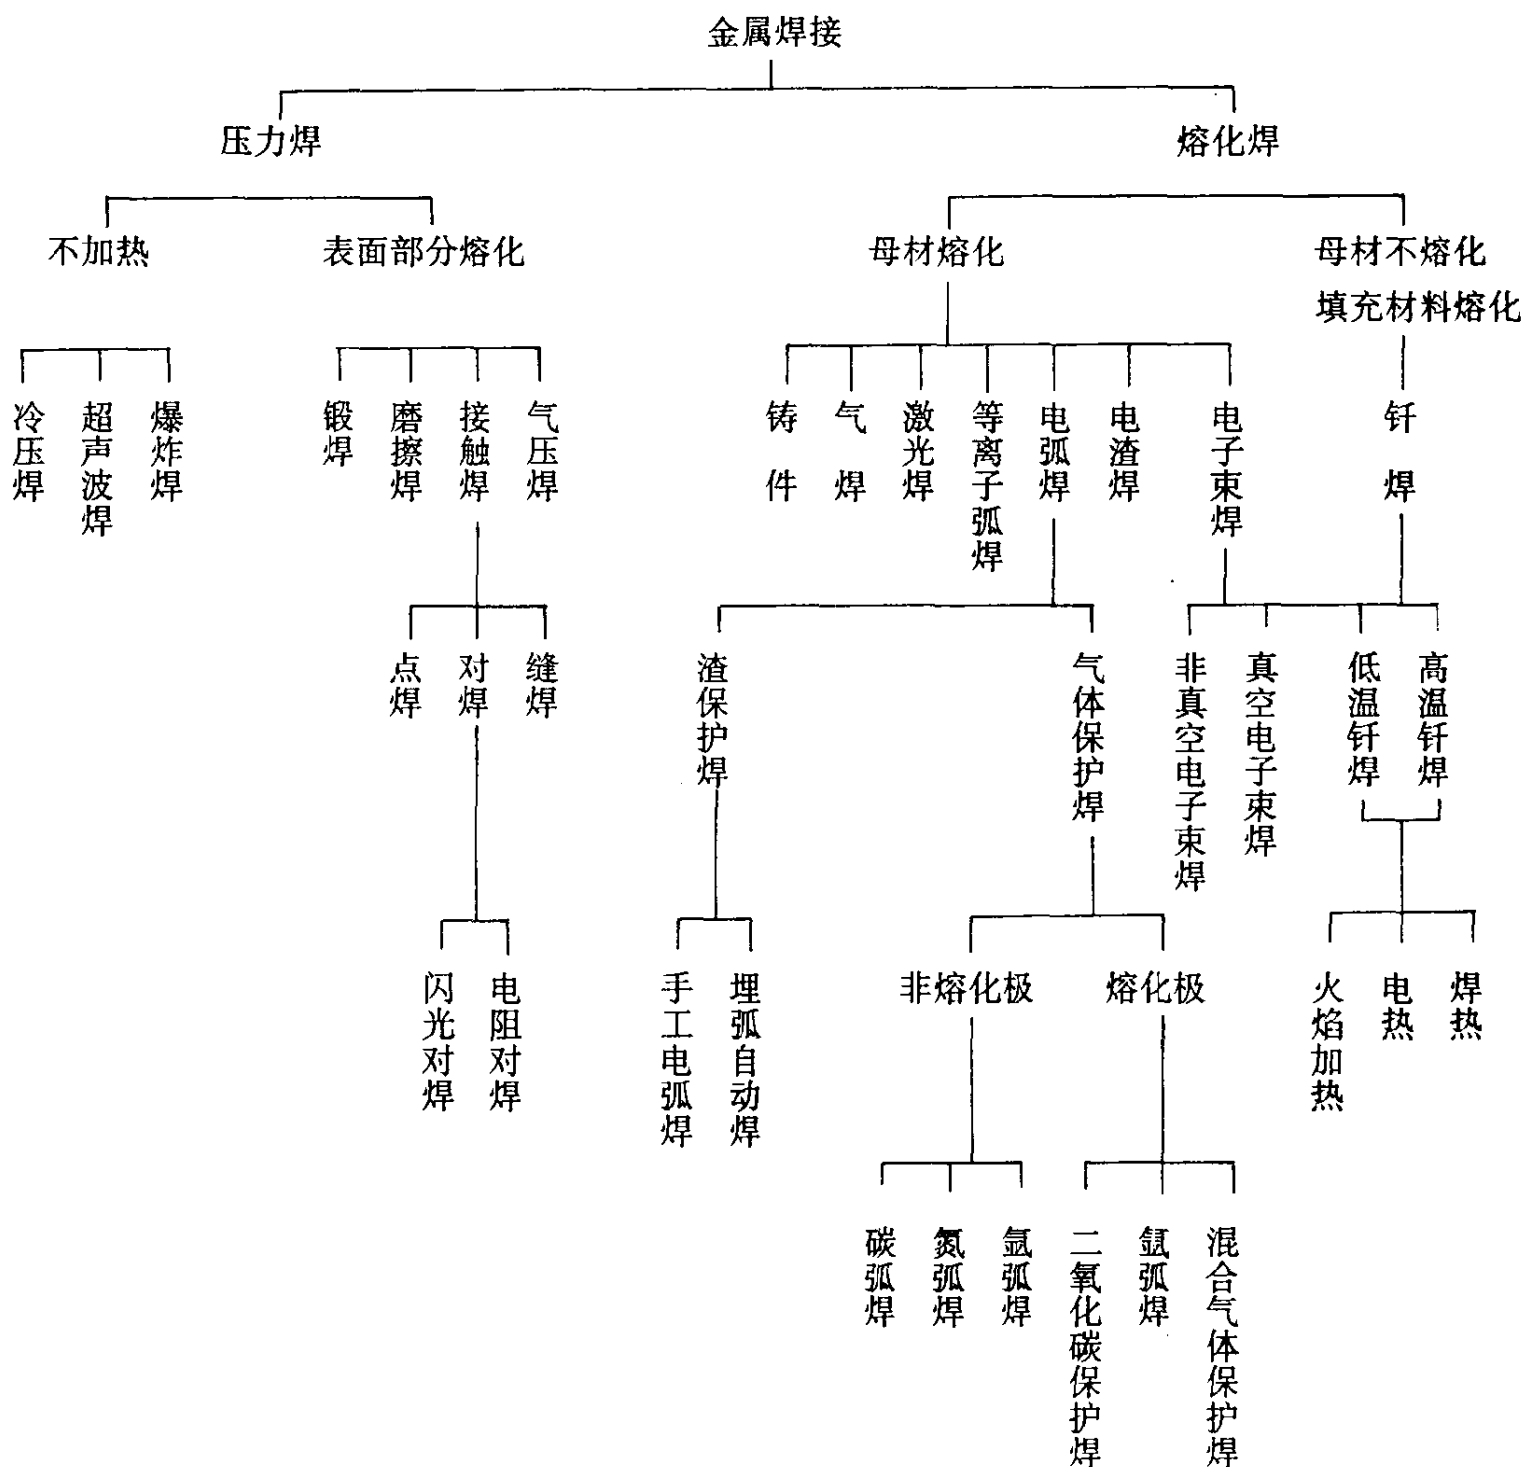 金属焊接
压力焊
熔化焊
不加热
表面部分熔化
母材熔化
母材不熔化
填充材料熔化
冷压焊
超声波焊
爆炸焊
锻焊
磨擦焊
接触焊
气压焊
铸件
气焊
激光焊
等离子弧焊
电弧焊
电渣焊
电子束焊
钎焊
点焊
对焊
缝焊
渣保护焊
气体保护焊
非真空电子束焊
真空电子束焊
低温钎焊
高温钎焊
闪光对焊
电阻对焊
手工电弧焊
埋弧自动焊
非熔化极
熔化极
火焰加热
电热
焊热
碳弧焊
氮弧焊
氩弧焊
二氧化碳保护焊
氩弧焊
混合气体保护焊